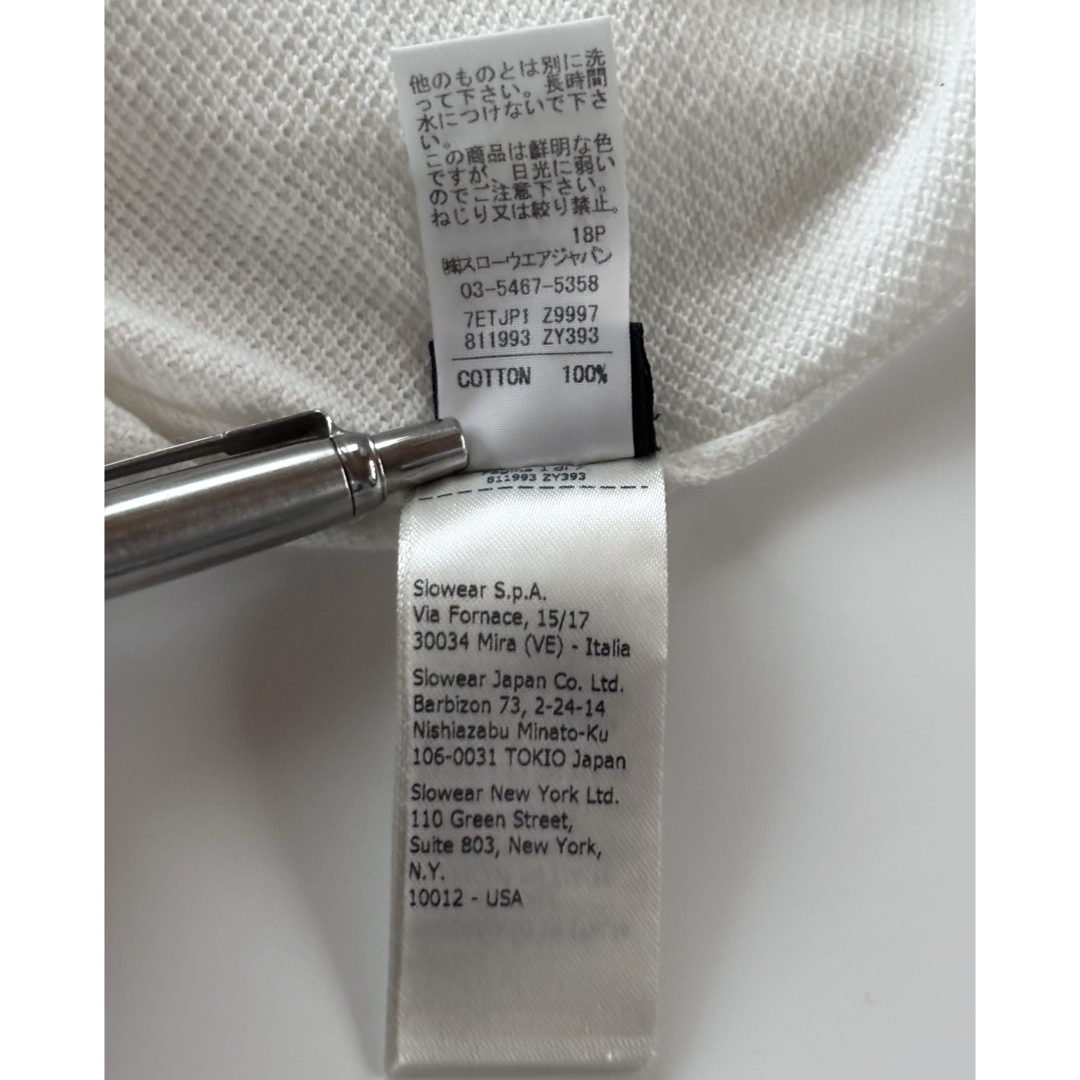 他のものとは別に洗
って下さい。長時間
水につけないで下さ
い。
この商品は鮮明な色
ですが、日光に弱い
のでご注意下さい。
ねじり又は絞り禁止。
18P
㈱スローウエアジャパン
03-5467-5358
7ETJP1 Z9997
811993 ZY393
COTTON 100%
811993 ZY393
Slowear S.p.A.
Via Fornace, 15/17
30034 Mira (VE) - Italia
Slowear Japan Co. Ltd.
Barbizon 73, 2-24-14
Nishiazabu Minato-Ku
106-0031 TOKIO Japan
Slowear New York Ltd.
110 Green Street,
Suite 803, New York,
N.Y.
10012 - USA